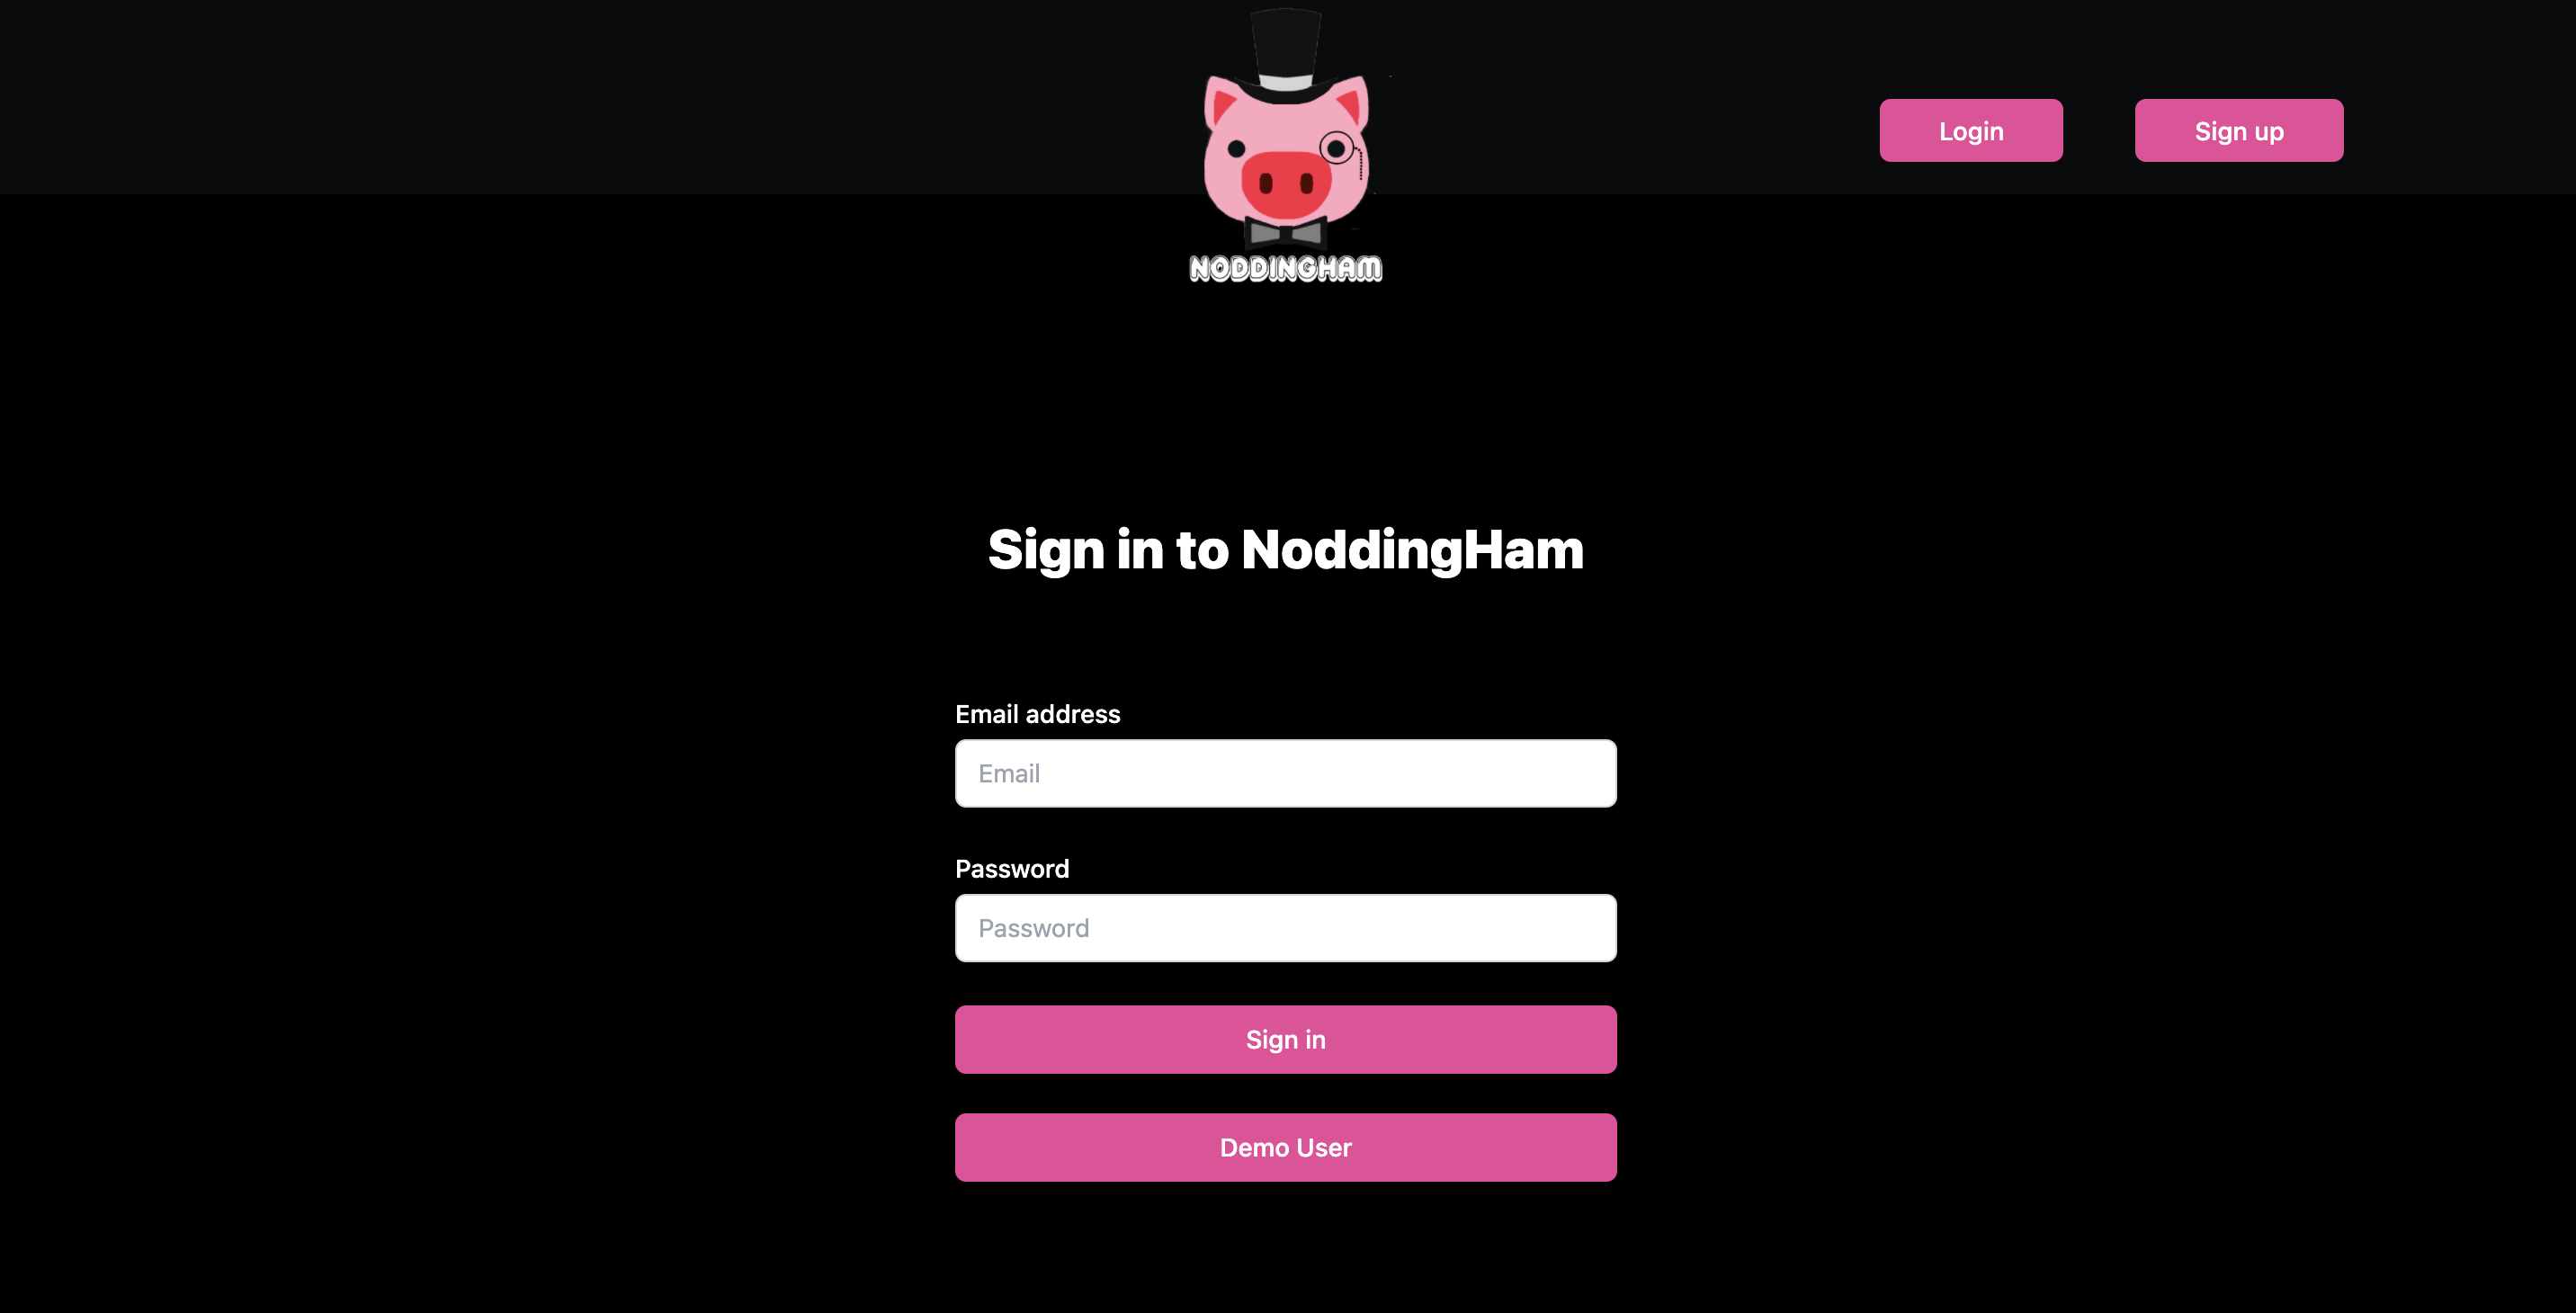 Login
Sign up
NODDINGHAM
Sign in to NoddingHam
Email address
Email
Password
Password
Sign in
Demo User